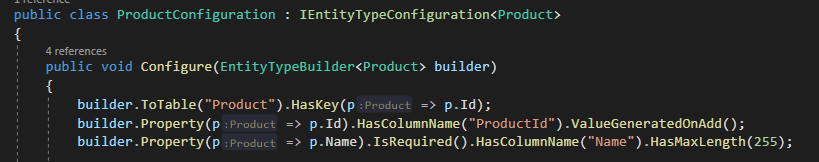 1 reference
public class ProductConfiguration : IEntityTypeConfiguration<Product>
{
4 references
public void Configure(EntityTypeBuilder<Product> builder)
{
builder.ToTable("Product").HasKey(p :Product => p.Id);
builder.Property(p :Product => p.Id).HasColumnName("ProductId").ValueGeneratedOnAdd();
builder.Property(p :Product => p.Name).IsRequired().HasColumnName("Name").HasMaxLength(255);